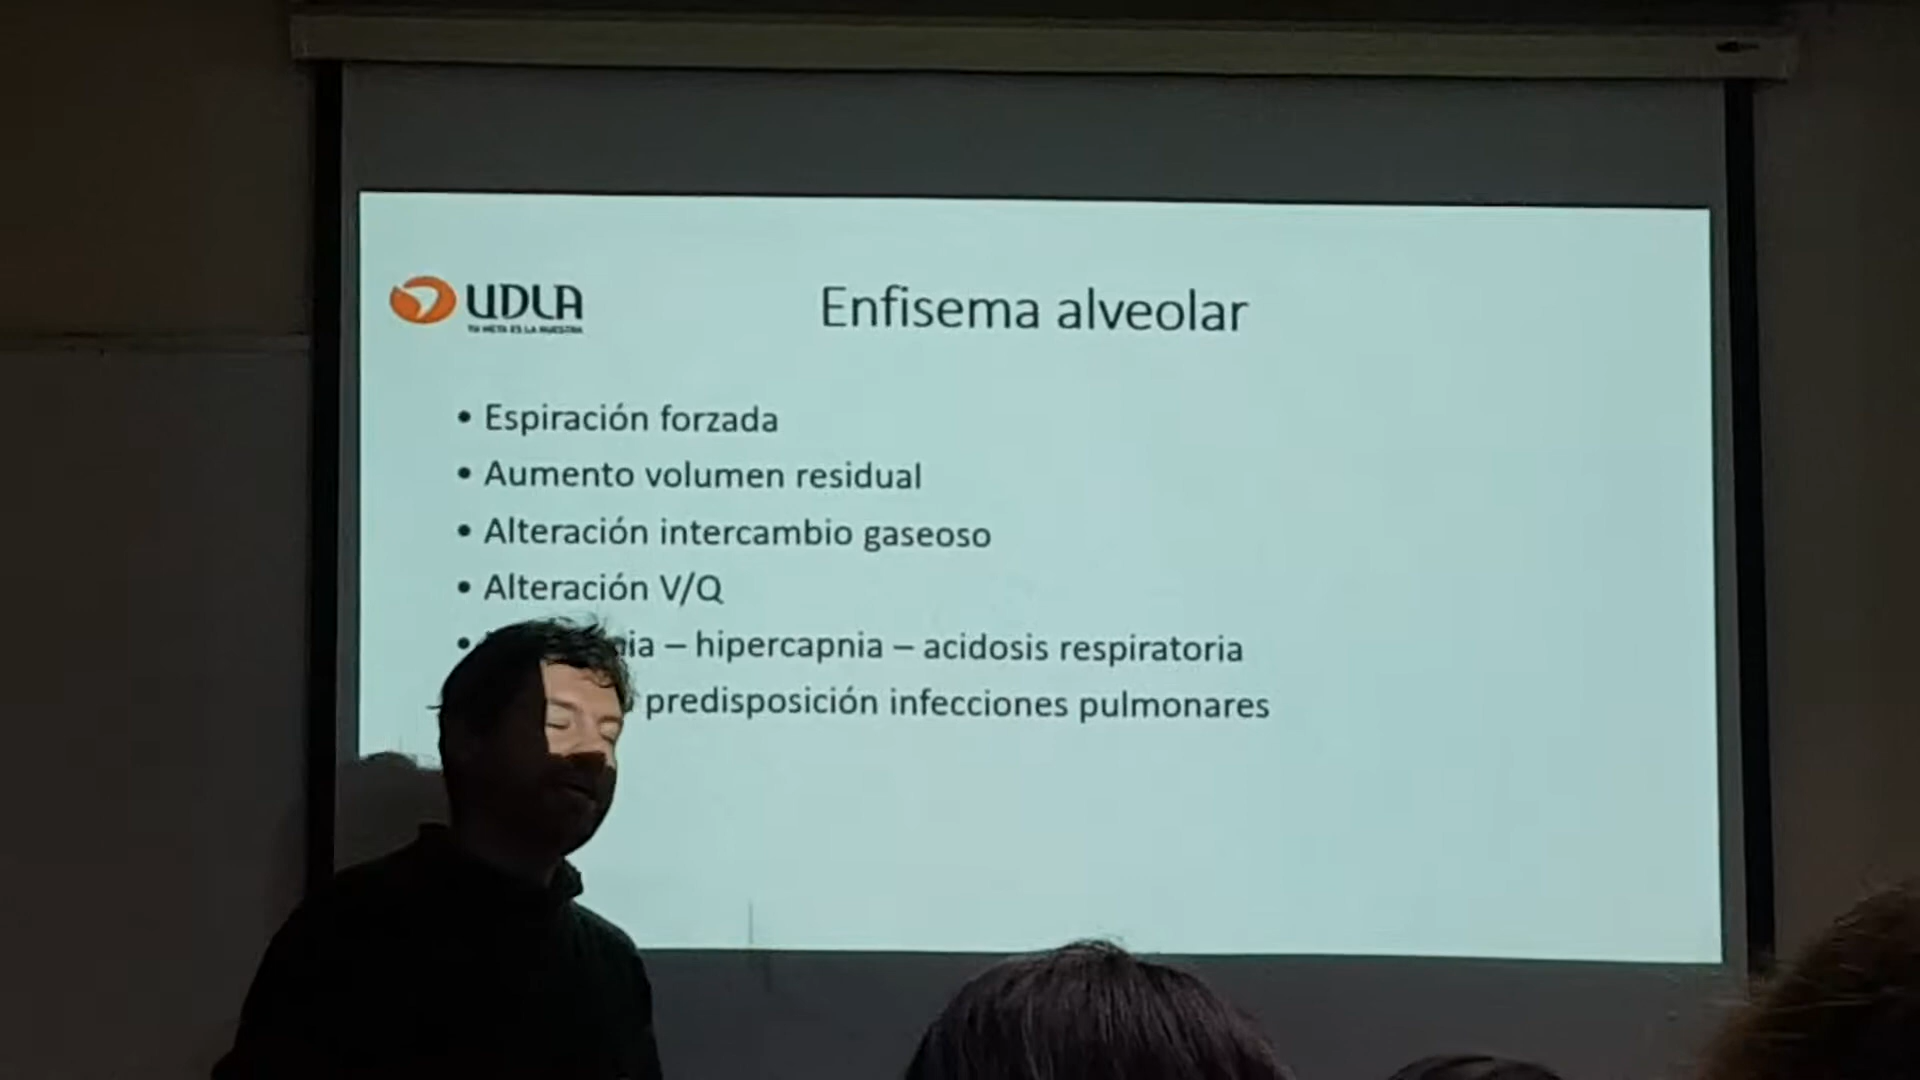 UDLA
TU META ES LA NUESTRA
Enfisema alveolar
• Espiración forzada
• Aumento volumen residual
• Alteración intercambio gaseoso
• Alteración V/Q
• – hipercapnia – acidosis respiratoria
predisposición infecciones pulmonares